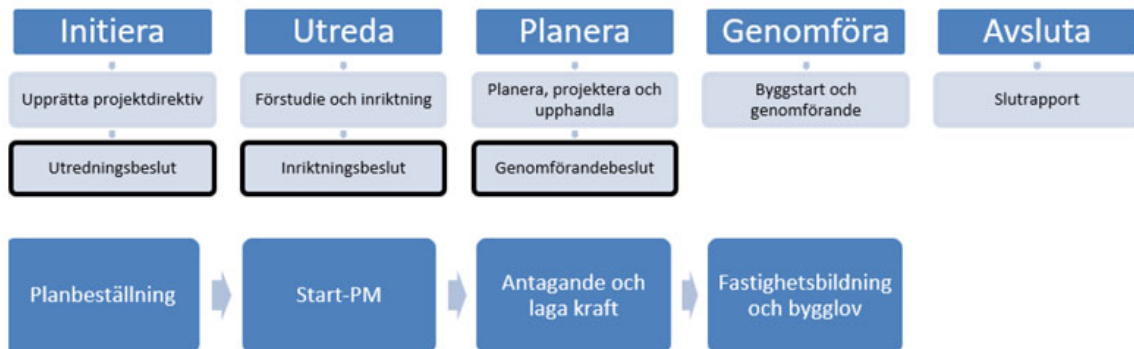 Initiera
Utreda
Planera
Genomföra
Avsluta
Upprätta projektdirektiv
Förstudie och inriktning
Planera, projektera och
upphandla
Byggstart och
genomförande
Slutrapport
Utredningsbeslut
Inriktningsbeslut
Genomförandebeslut
Planbeställning
Start-PM
Antagande och
laga kraft
Fastighetsbildning
och bygglov